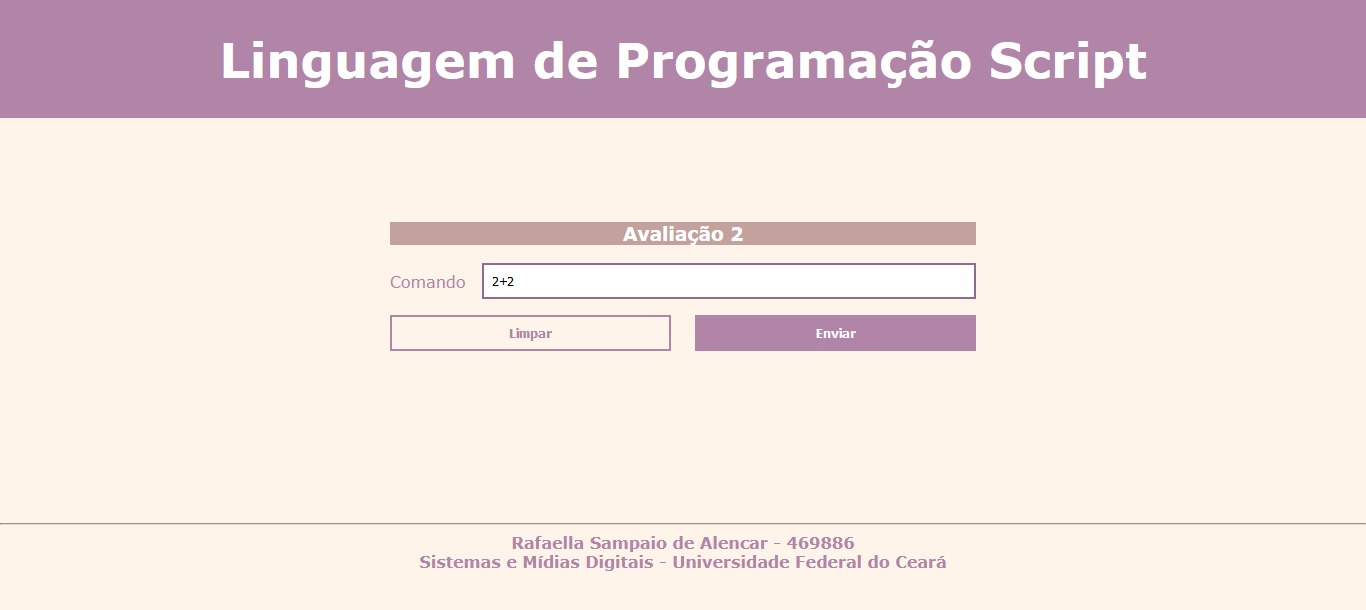 Linguagem de Programação Script
Avaliação 2
Comando 2+2
Limpar Enviar
Rafaella Sampaio de Alencar - 469886
Sistemas e Mídias Digitais - Universidade Federal do Ceará